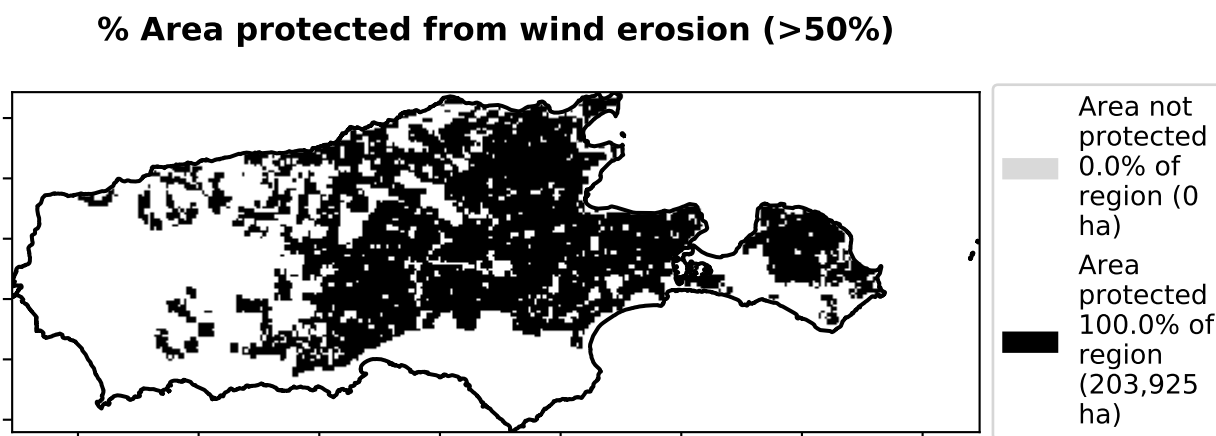 % Area protected from wind erosion (>50%)
Area not
protected
0.0% of
region (0
ha)
Area
protected
100.0% of
region
(203,925
ha)